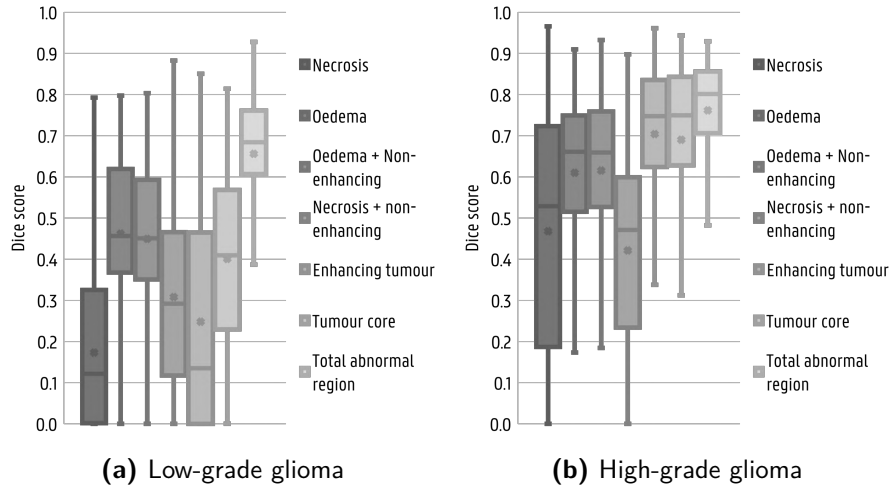 1.0
0.9
0.8
0.7
0.6
0.5
0.4
0.3
0.2
0.1
0.0
Dice score
Necrosis
Oedema
Oedema + Non-
enhancing
Necrosis + non-
enhancing
Enhancing tumour
Tumour core
Total abnormal
region
(a) Low-grade glioma
1.0
0.9
0.8
0.7
0.6
0.5
0.4
0.3
0.2
0.1
0.0
Dice score
Necrosis
Oedema
Oedema + Non-
enhancing
Necrosis + non-
enhancing
Enhancing tumour
Tumour core
Total abnormal
region
(b) High-grade glioma